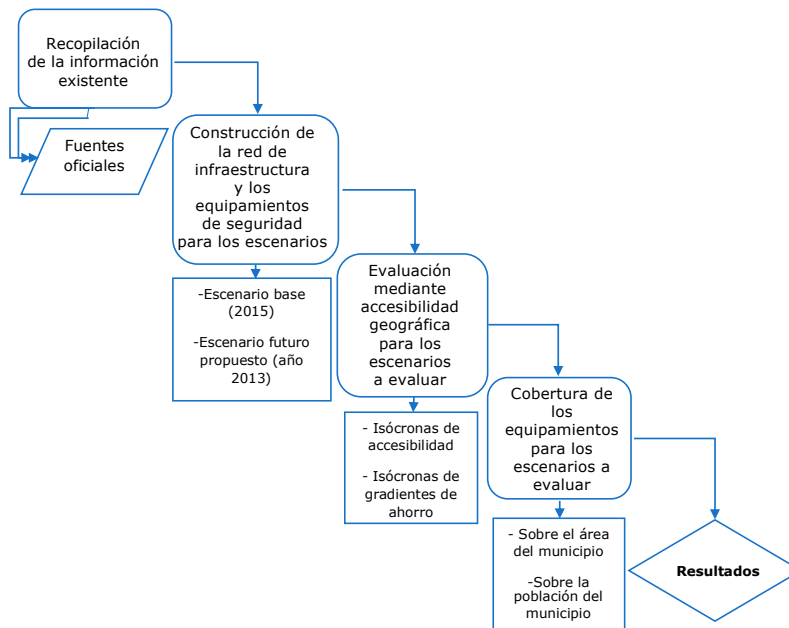 Recopilación
de la información
existente
Fuentes
oficiales
Construcción de
la red de
infraestructura
y los
equipamientos
de seguridad
para los escenarios
-Escenario base
(2015)
-Escenario futuro
propuesto (año
2013)
Evaluación
mediante
accesibilidad
geográfica
para los
escenarios
a evaluar
- Isócronas de
accesibilidad
- Isócronas de
gradientes de
ahorro
Cobertura de
los
equipamientos
para los
escenarios a
evaluar
- Sobre el área
del municipio
-Sobre la
población del
municipio
Resultados